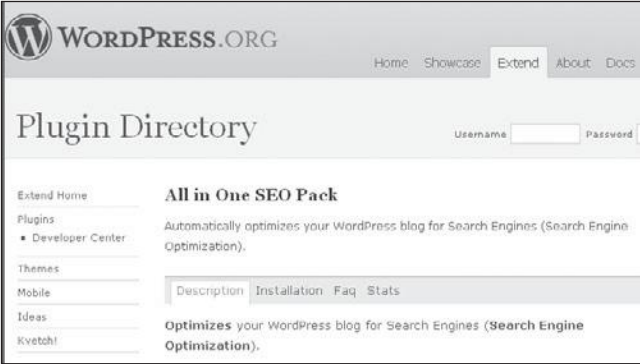 WORDPRESS.ORG
Home Showcase Extend About Docs
Plugin Directory
Username Password
Extend Home
Plugins
Developer Center
Themes
Mobile
Ideas
Kvetch!
All in One SEO Pack
Automatically optimizes your WordPress blog for Search Engines (Search Engine
Optimization).
Description Installation Faq Stats
Optimizes your WordPress blog for Search Engines (Search Engine
Optimization).